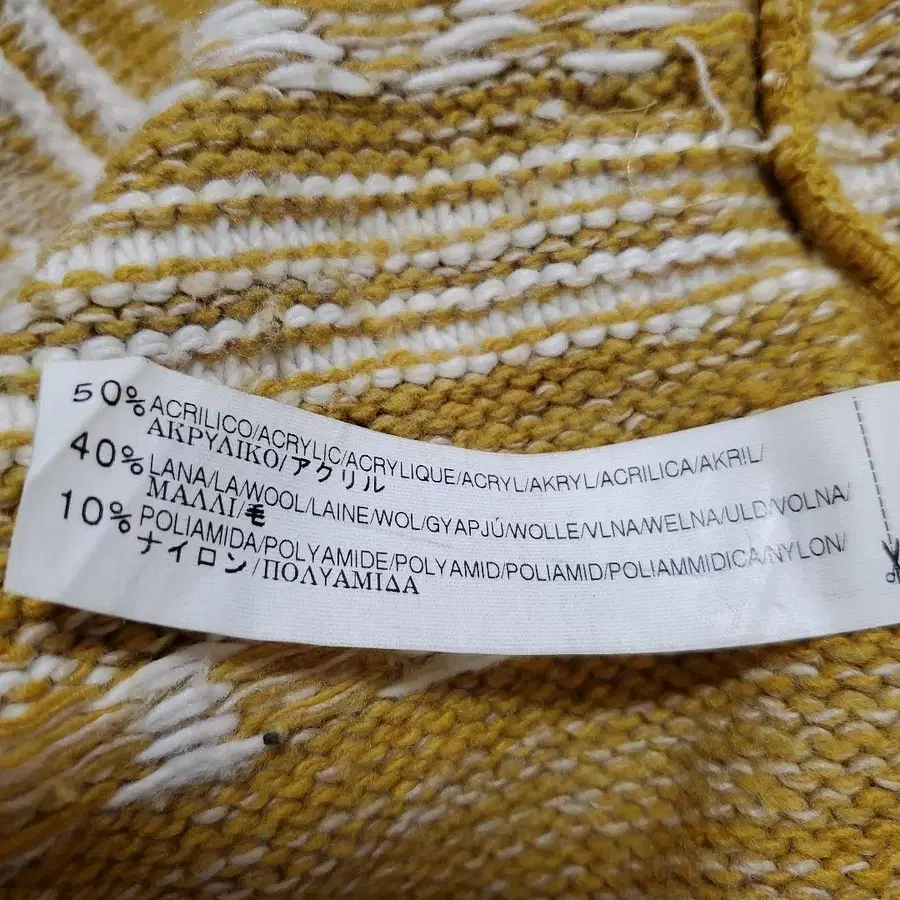 50% ACRILICO/ACRYLIC/ACRYLIQUE/ACRYL/AKRYL/ACRILICA/AKRIL/
ΑΚΡΥΛΙΚΟ/アクリル
40% LANA/LA/WOOL/LAINE/WOL/GYAPJÚ/WOLLE/VLNA/WELNA/ULD/VOLNA/
ΜΑΛΛΙ/毛
10% POLIAMIDA/POLYAMIDE/POLYAMID/POLIAMID/POLIAMMIDICA/NYLON/
ナイロン/ΠΟΛΥΑΜΙΔΑ